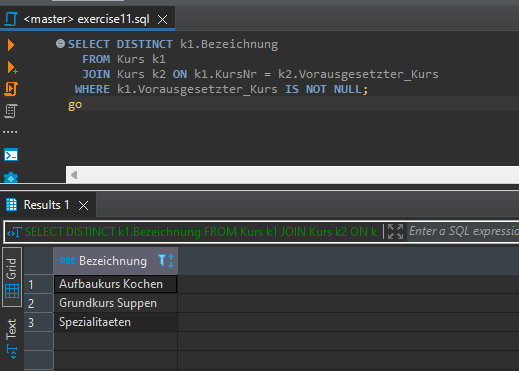 <master> exercise11.sql
SELECT DISTINCT k1.Bezeichnung
FROM Kurs k1
JOIN Kurs k2 ON k1.KursNr = k2.Vorausgesetzter_Kurs
WHERE k1.Vorausgesetzter_Kurs IS NOT NULL;
go
Results 1
SELECT DISTINCT k1.Bezeichnung FROM Kurs k1 JOIN Kurs k2 ON k
Enter a SQL expressio
Grid
Text
ABC Bezeichnung
1 Aufbaukurs Kochen
2 Grundkurs Suppen
3 Spezialitaeten